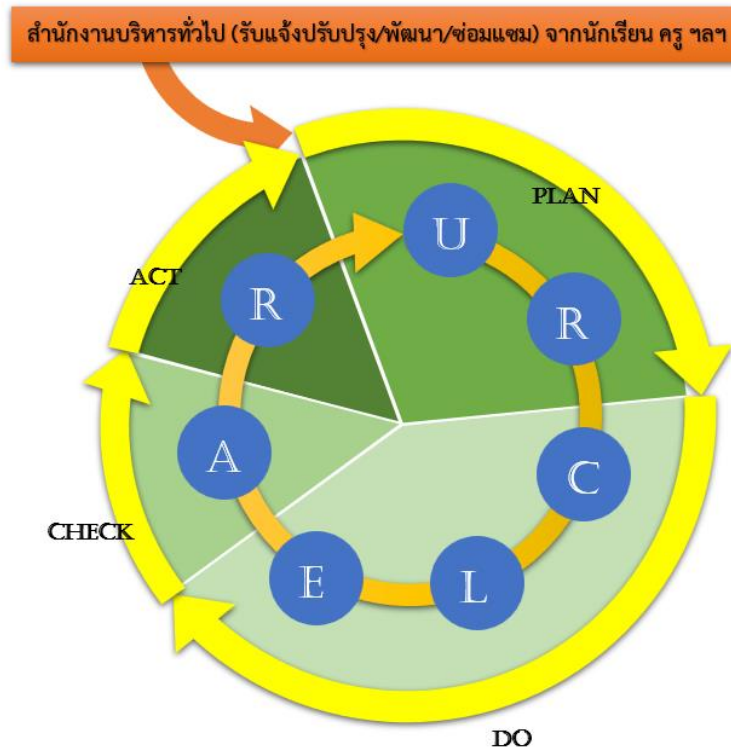 สำนักงานบริหารทั่วไป (รับแจ้งปรับปรุง/พัฒนา/ซ่อมแซม) จากนักเรียน ครู ฯลฯ
PLAN
U
R
C
L
E
A
R
ACT
CHECK
DO